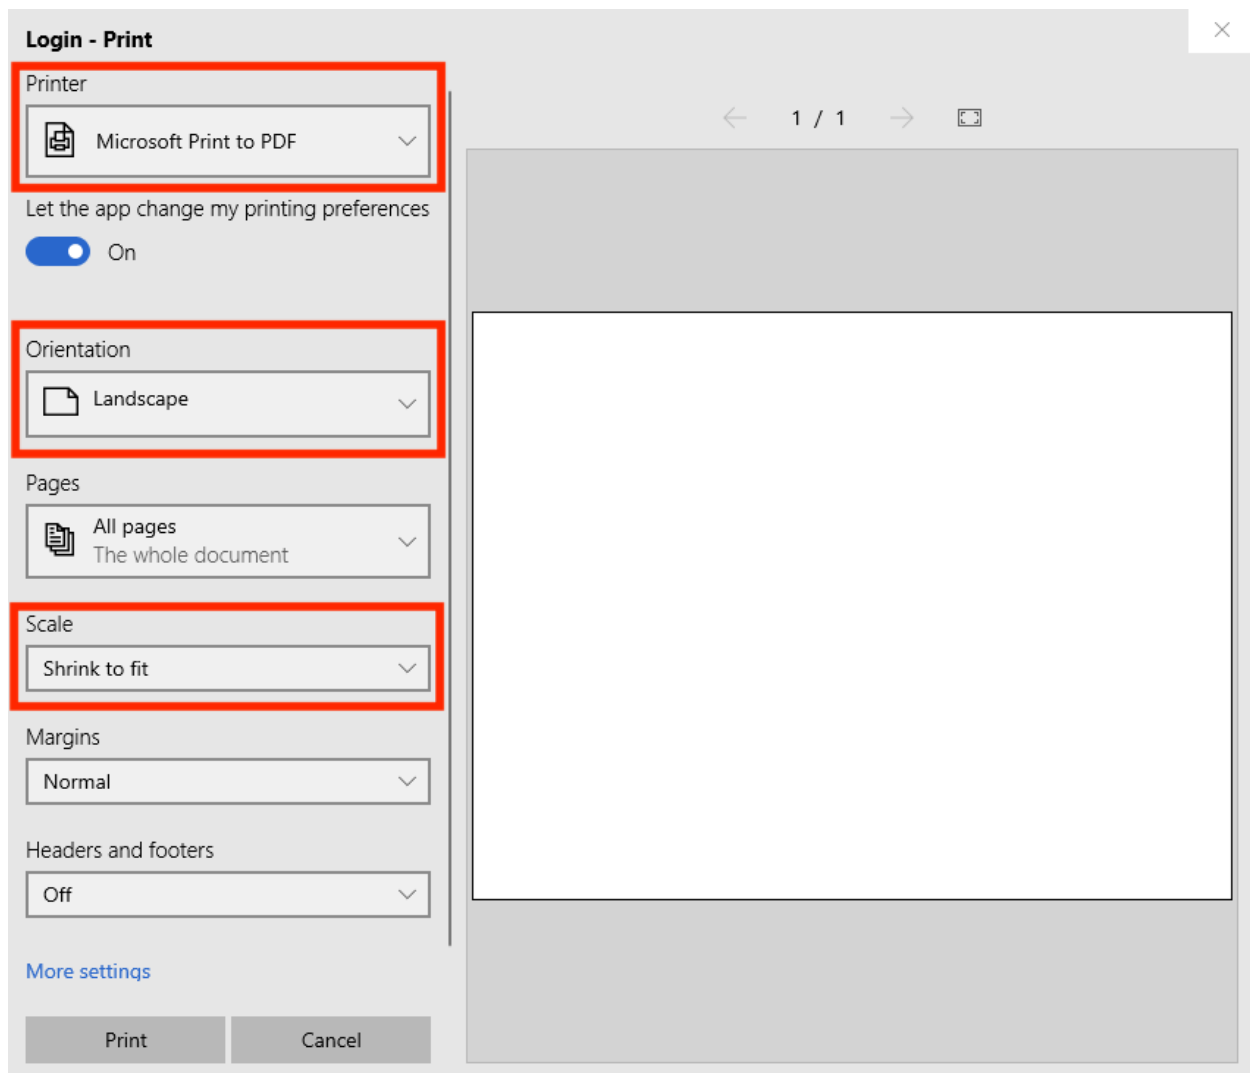 Login - Print
Printer
Microsoft Print to PDF
Let the app change my printing preferences
On
Orientation
Landscape
Pages
All pages
The whole document
Scale
Shrink to fit
Margins
Normal
Headers and footers
Off
More settings
Print
Cancel
1 / 1